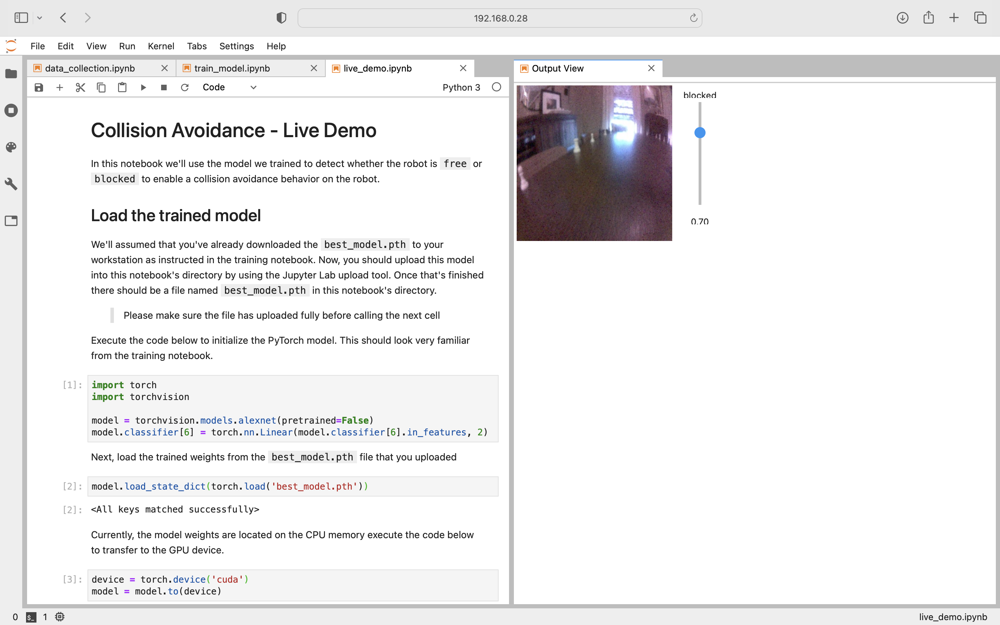 192.168.0.28
File Edit View Run Kernel Tabs Settings Help
data_collection.ipynb train_model.ipynb live_demo.ipynb Output View
Code Python 3
Collision Avoidance - Live Demo
In this notebook we'll use the model we trained to detect whether the robot is free or
blocked to enable a collision avoidance behavior on the robot.
Load the trained model
We'll assumed that you've already downloaded the best_model.pth to your
workstation as instructed in the training notebook. Now, you should upload this model
into this notebook's directory by using the Jupyter Lab upload tool. Once that's finished
there should be a file named best_model.pth in this notebook's directory.
Please make sure the file has uploaded fully before calling the next cell
Execute the code below to initialize the PyTorch model. This should look very familiar
from the training notebook.
[1]: import torch
import torchvision
model = torchvision.models.alexnet(pretrained=False)
model.classifier[6] = torch.nn.Linear(model.classifier[6].in_features, 2)
Next, load the trained weights from the best_model.pth file that you uploaded
[2]: model.load_state_dict(torch.load('best_model.pth'))
[2]: <All keys matched successfully>
Currently, the model weights are located on the CPU memory execute the code below
to transfer to the GPU device.
[3]: device = torch.device('cuda')
model = model.to(device)
blocked
0.70
0 $_ 1 live_demo.ipynb